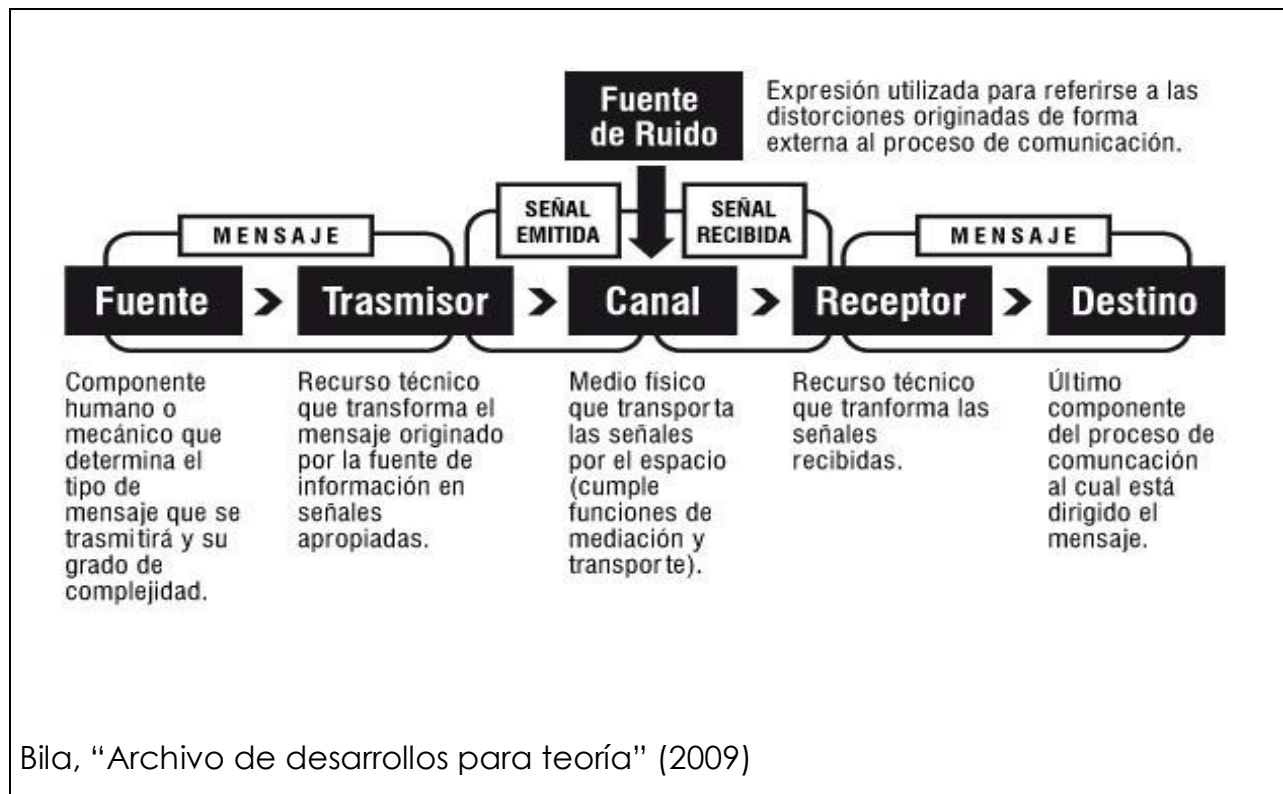 Fuente
de Ruido
Expresión utilizada para referirse a las
distorciones originadas de forma
externa al proceso de comunicación.
MENSAJE
SEÑAL
EMITIDA
SEÑAL
RECIBIDA
MENSAJE
Fuente
Trasmisor
Canal
Receptor
Destino
Componente
humano o
mecánico que
determina el
tipo de
mensaje que se
trasmitirá y su
grado de
complejidad.
Recurso técnico
que transforma el
mensaje originado
por la fuente de
información en
señales
apropiadas.
Medio físico
que transporta
las señales
por el espacio
(cumple
funciones de
mediación y
transporte).
Recurso técnico
que tranforma las
señales
recibidas.
Último
componente
del proceso de
comuncación
al cual está
dirigido el
mensaje.
Bila, “Archivo de desarrollos para teoría” (2009)